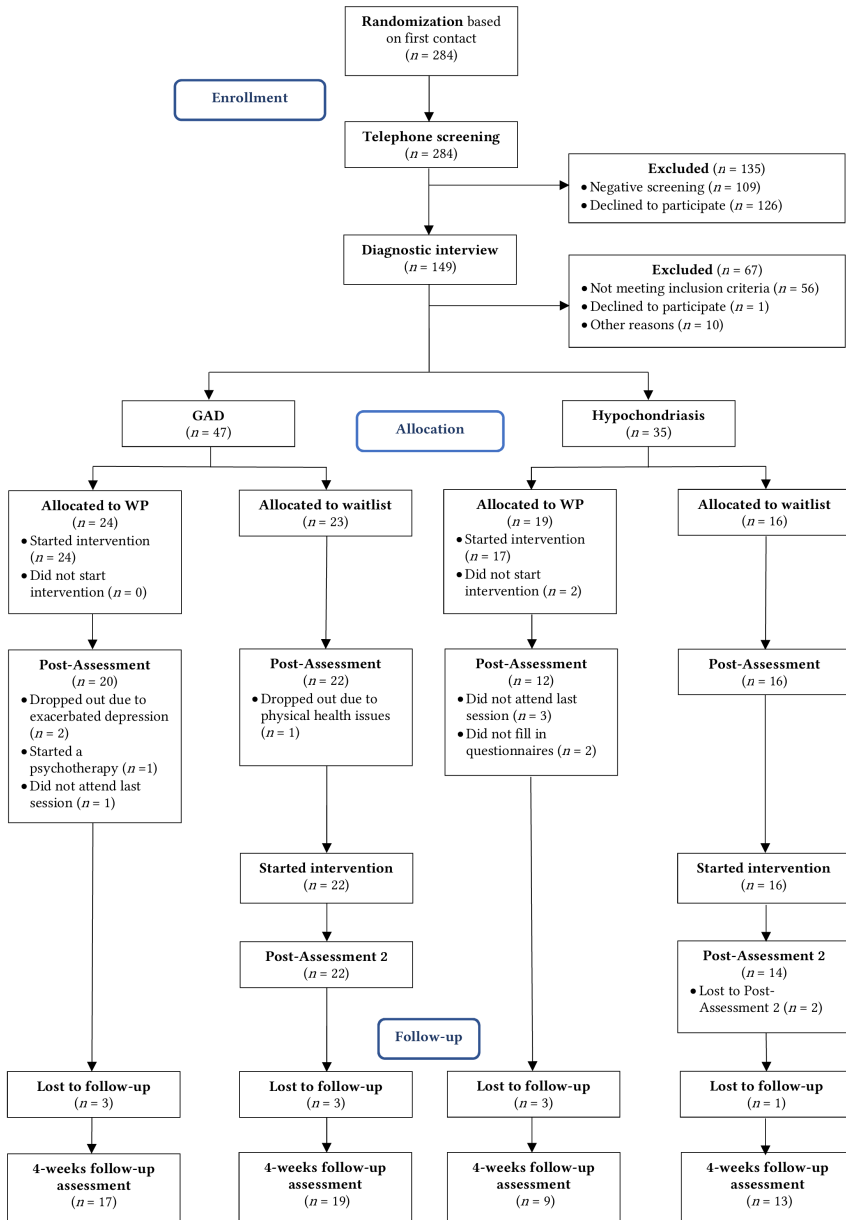 Randomization based
on first contact
(n = 284)
Enrollment
Telephone screening
(n = 284)
Excluded (n = 135)
• Negative screening (n = 109)
• Declined to participate (n = 126)
Diagnostic interview
(n = 149)
Excluded (n = 67)
• Not meeting inclusion criteria (n = 56)
• Declined to participate (n = 1)
• Other reasons (n = 10)
GAD
(n = 47)
Allocation
Hypochondriasis
(n = 35)
Allocated to WP
(n = 24)
• Started intervention
(n = 24)
• Did not start
intervention (n = 0)
Allocated to waitlist
(n = 23)
Allocated to WP
(n = 19)
• Started intervention
(n = 17)
• Did not start
intervention (n = 2)
Allocated to waitlist
(n = 16)
Post-Assessment
(n = 20)
• Dropped out due to
exacerbated depression
(n = 2)
• Started a
psychotherapy (n =1)
• Did not attend last
session (n = 1)
Post-Assessment
(n = 22)
• Dropped out due to
physical health issues
(n = 1)
Post-Assessment
(n = 12)
• Did not attend last
session (n = 3)
• Did not fill in
questionnaires (n = 2)
Post-Assessment
(n = 16)
Started intervention
(n = 22)
Started intervention
(n = 16)
Post-Assessment 2
(n = 22)
Post-Assessment 2
(n = 14)
• Lost to Post-
Assessment 2 (n = 2)
Follow-up
Lost to follow-up
(n = 3)
Lost to follow-up
(n = 3)
Lost to follow-up
(n = 3)
Lost to follow-up
(n = 1)
4-weeks follow-up
assessment
(n = 17)
4-weeks follow-up
assessment
(n = 19)
4-weeks follow-up
assessment
(n = 9)
4-weeks follow-up
assessment
(n = 13)